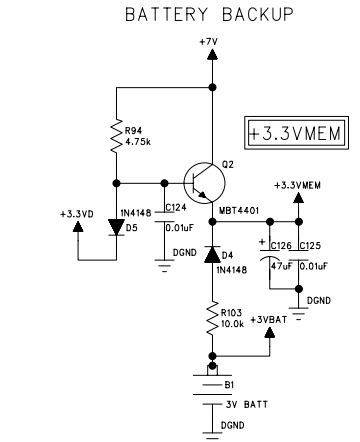 BATTERY BACKUP
+7V
R94
4.75k
Q2
+3.3VMEM
C124
+3.3VMEM
+3.3VD
1N4148
0.01uF
MBT4401
D5
DGND
D4
1N4148
+
C126
C125
47uF
0.01uF
R103
10.0k
DGND
+3VBAT
B1
3V BATT
DGND